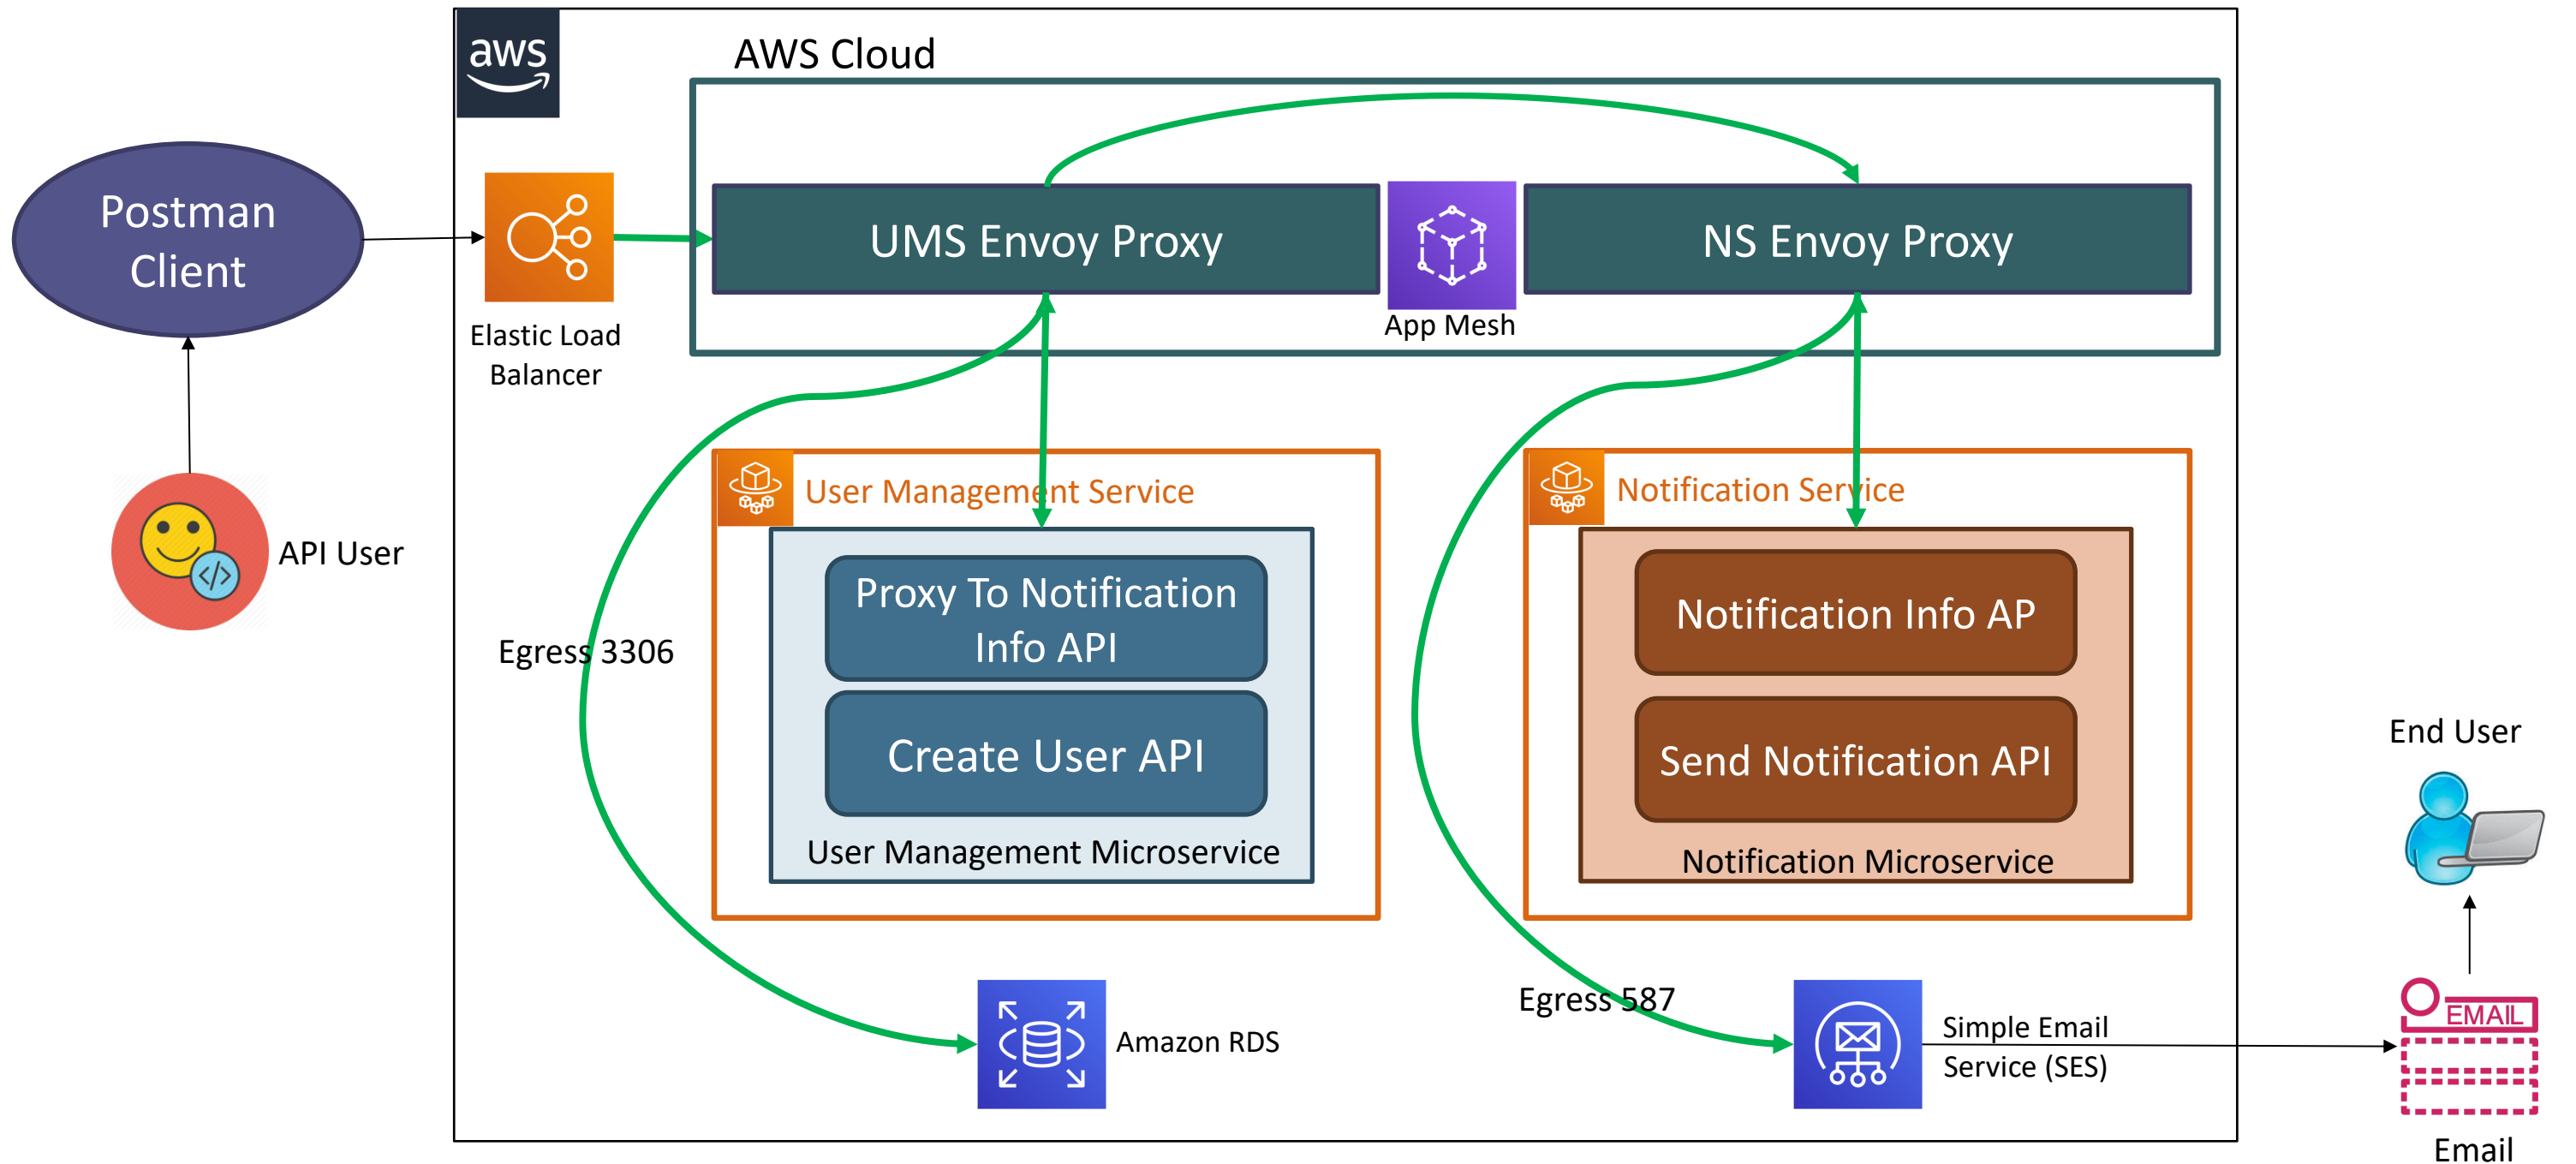 aws
AWS Cloud
Postman
Client
UMS Envoy Proxy
NS Envoy Proxy
App Mesh
Elastic Load
Balancer
User Management Service
Notification Service
API User
Proxy To Notification
Info API
Notification Info AP
Egress 3306
Create User API
Send Notification API
End User
User Management Microservice
Notification Microservice
Egress 587
EMAIL
Amazon RDS
Simple Email
Service (SES)
Email